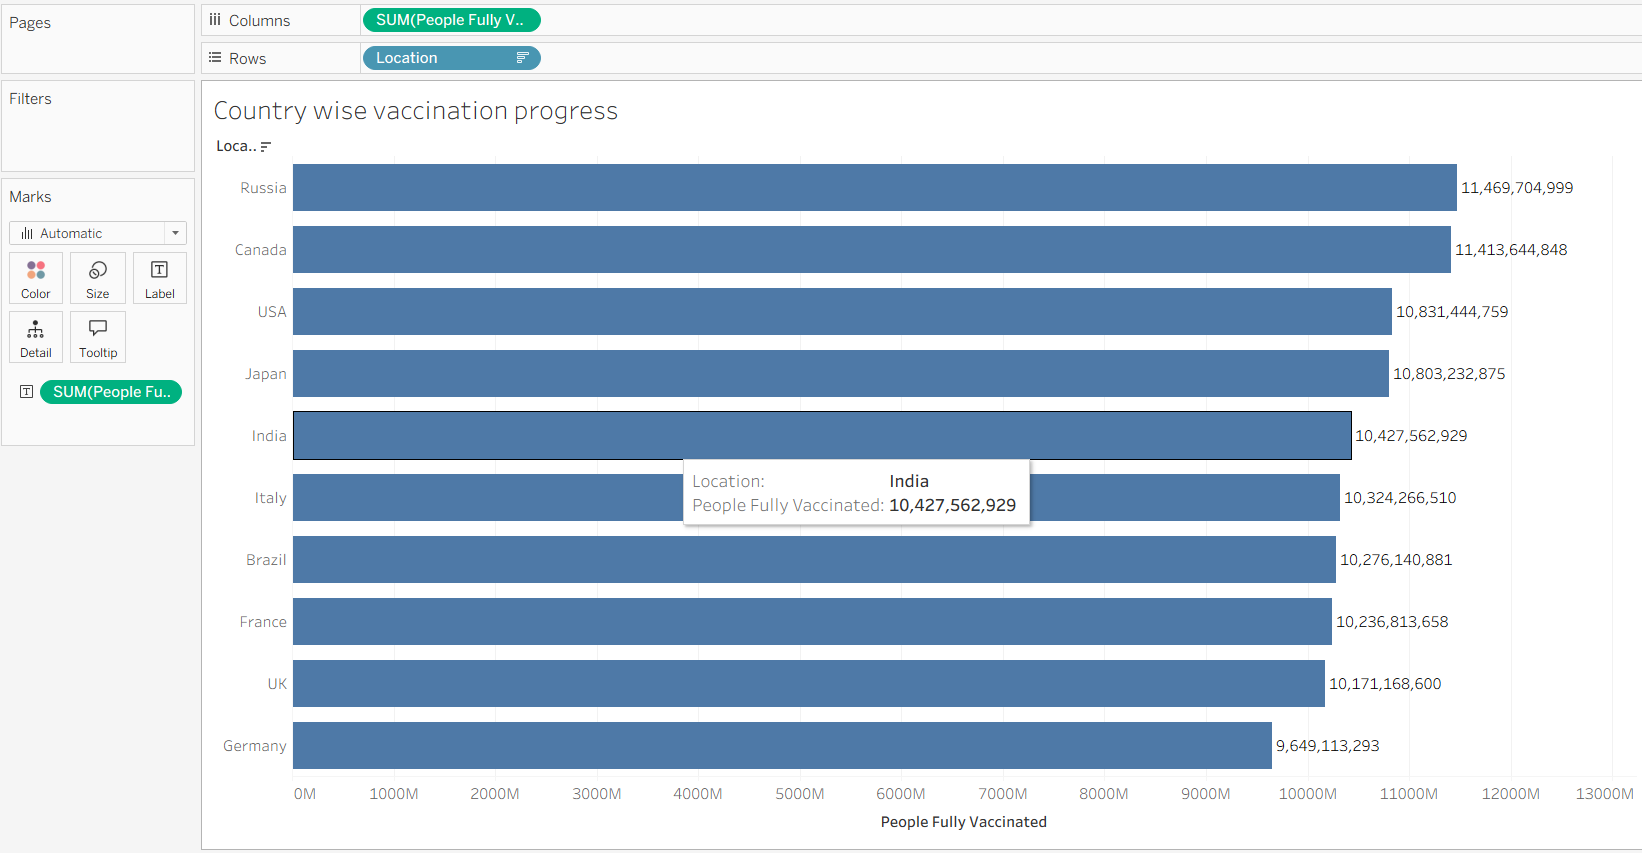 Pages
Columns
SUM(People Fully V..
Rows
Location
Filters
Marks
Automatic
Color
Size
Label
Detail
Tooltip
SUM(People Fu..
Country wise vaccination progress
Loca..
Russia 11,469,704,999
Canada 11,413,644,848
USA 10,831,444,759
Japan 10,803,232,875
India 10,427,562,929
Location: India
People Fully Vaccinated: 10,427,562,929
Italy 10,324,266,510
Brazil 10,276,140,881
France 10,236,813,658
UK 10,171,168,600
Germany 9,649,113,293
0M 1000M 2000M 3000M 4000M 5000M 6000M 7000M 8000M 9000M 10000M 11000M 12000M 13000M
People Fully Vaccinated